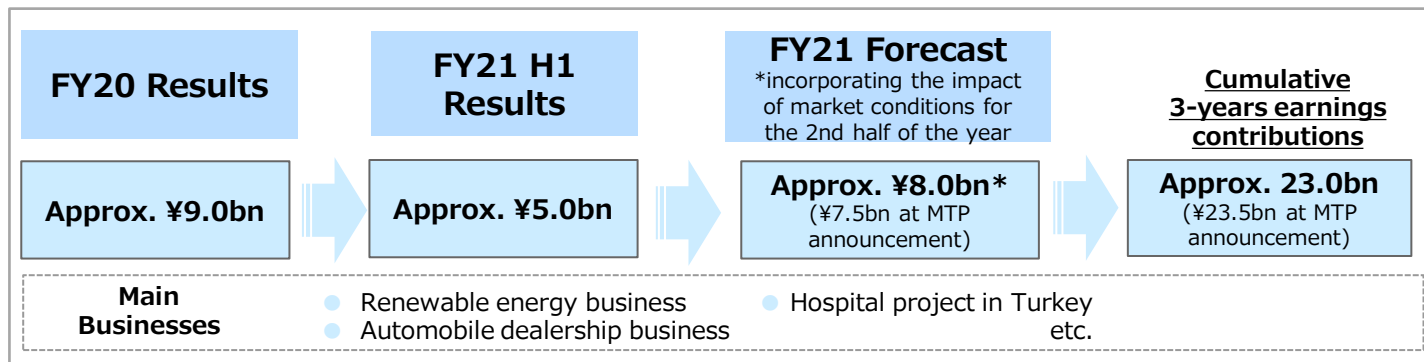 FY20 Results
FY21 H1
Results
FY21 Forecast
*incorporating the impact
of market conditions for
the 2nd half of the year
Cumulative
3-years earnings
contributions
Approx. ¥9.0bn
Approx. ¥5.0bn
Approx. ¥8.0bn*
(¥7.5bn at MTP
announcement)
Approx. 23.0bn
(¥23.5bn at MTP
announcement)
Main
Businesses
Renewable energy business
Automobile dealership business
Hospital project in Turkey
etc.